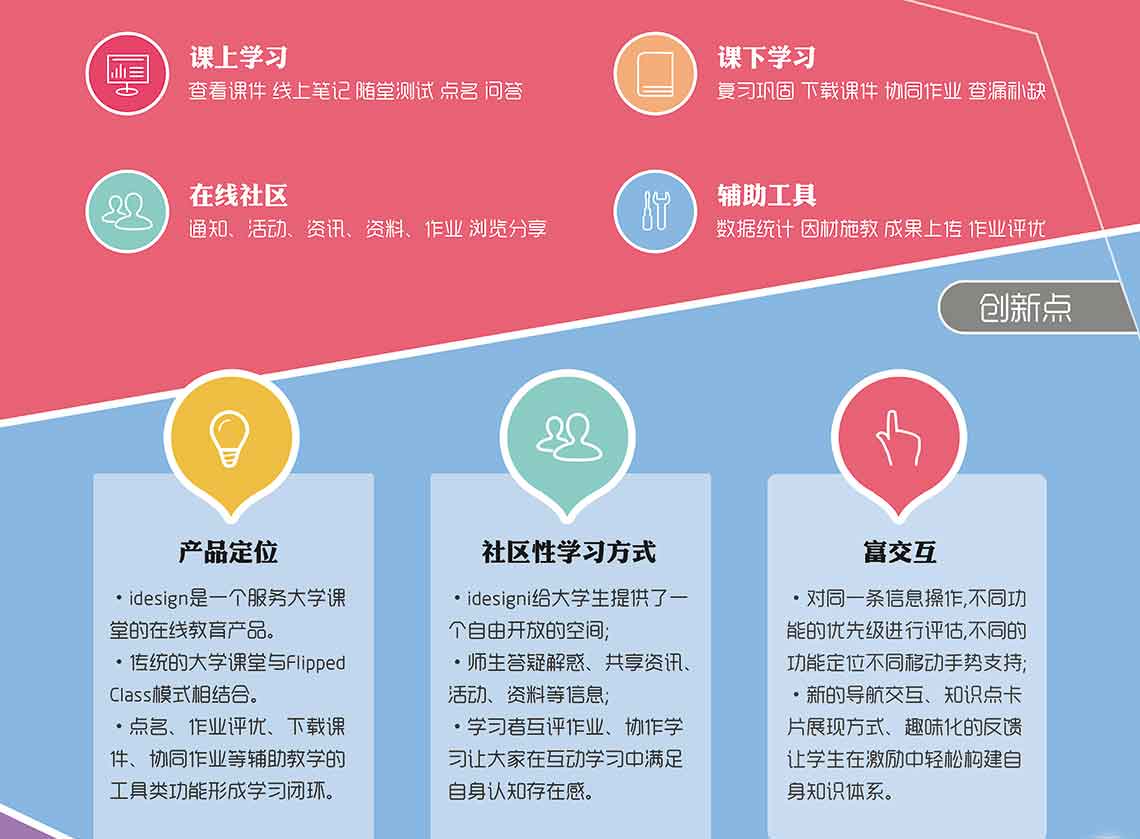 课上学习
查看课件 线上笔记 随堂测试 点名 问答
课下学习
复习巩固 下载课件 协同作业 查漏补缺
在线社区
通知、活动、资讯、资料、作业 浏览分享
辅助工具
数据统计 因材施教 成果上传 作业评优
创新点
产品定位
·idesign是一个服务大学课
堂的在线教育产品。
·传统的大学课堂与Flipped
Class模式相结合。
·点名、作业评优、下载课
件、协同作业等辅助教学的
工具类功能形成学习闭环。
社区性学习方式
·idesigni给大学生提供了一
个自由开放的空间;
·师生答疑解惑、共享资讯、
活动、资料等信息;
·学习者互评作业、协作学
习让大家在互动学习中满足
自身认知存在感。
富交互
·对同一条信息操作,不同功
能的优先级进行评估,不同的
功能定位不同移动手势支持;
·新的导航交互、知识点卡
片展现方式、趣味化的反馈
让学生在激励中轻松构建自
身知识体系。